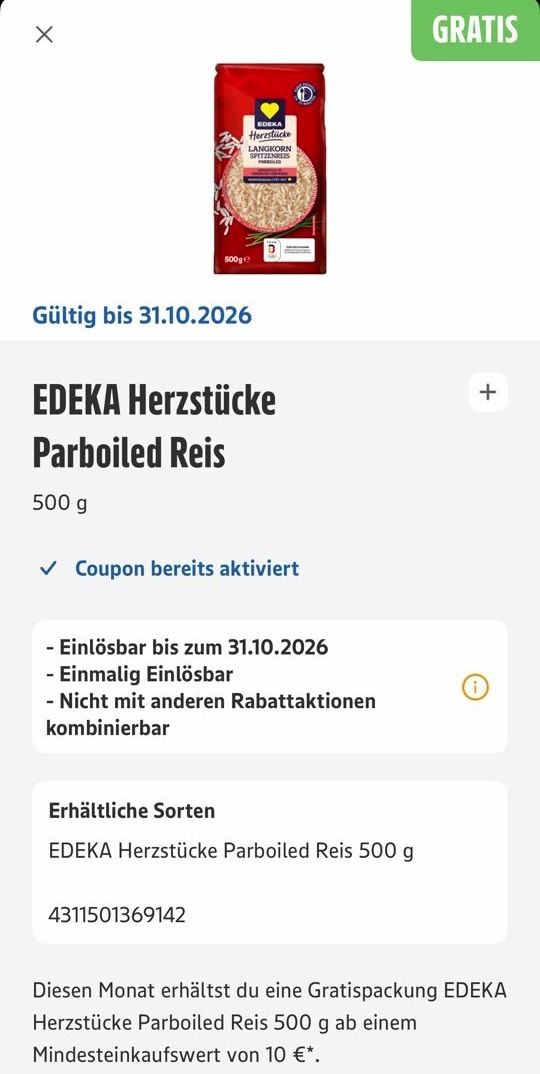 GRATIS
EDEKA
Herzstücke
LANGKORN
SPITZENREIS
PARBOILED
500g e
Gültig bis 31.10.2026
EDEKA Herzstücke
Parboiled Reis
500 g
Coupon bereits aktiviert
- Einlösbar bis zum 31.10.2026
- Einmalig Einlösbar
- Nicht mit anderen Rabattaktionen
kombinierbar
Erhältliche Sorten
EDEKA Herzstücke Parboiled Reis 500 g
4311501369142
Diesen Monat erhältst du eine Gratispackung EDEKA
Herzstücke Parboiled Reis 500 g ab einem
Mindesteinkaufswert von 10 €*.